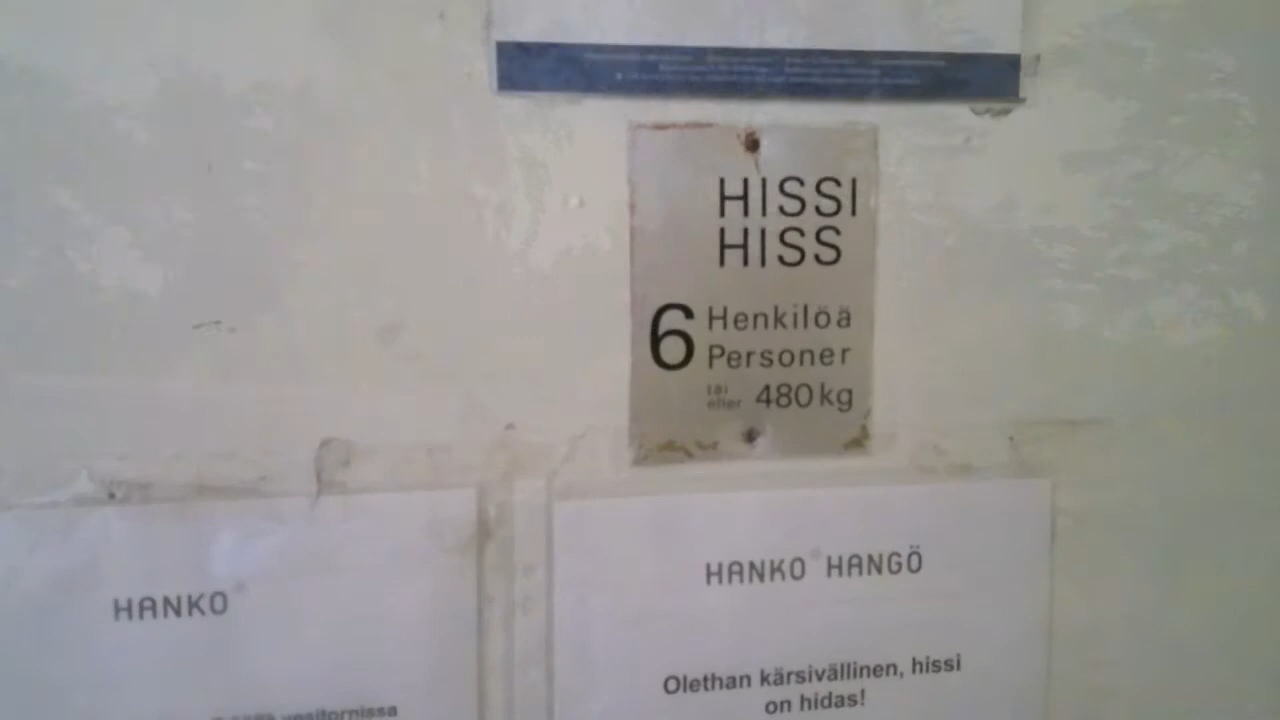 HISSI
HISS
6 Henkilöä
Personer
tai
eller 480 kg
HANKO
HANKO HANGÖ
Olethan kärsivällinen, hissi
on hidas!
vesitornissa